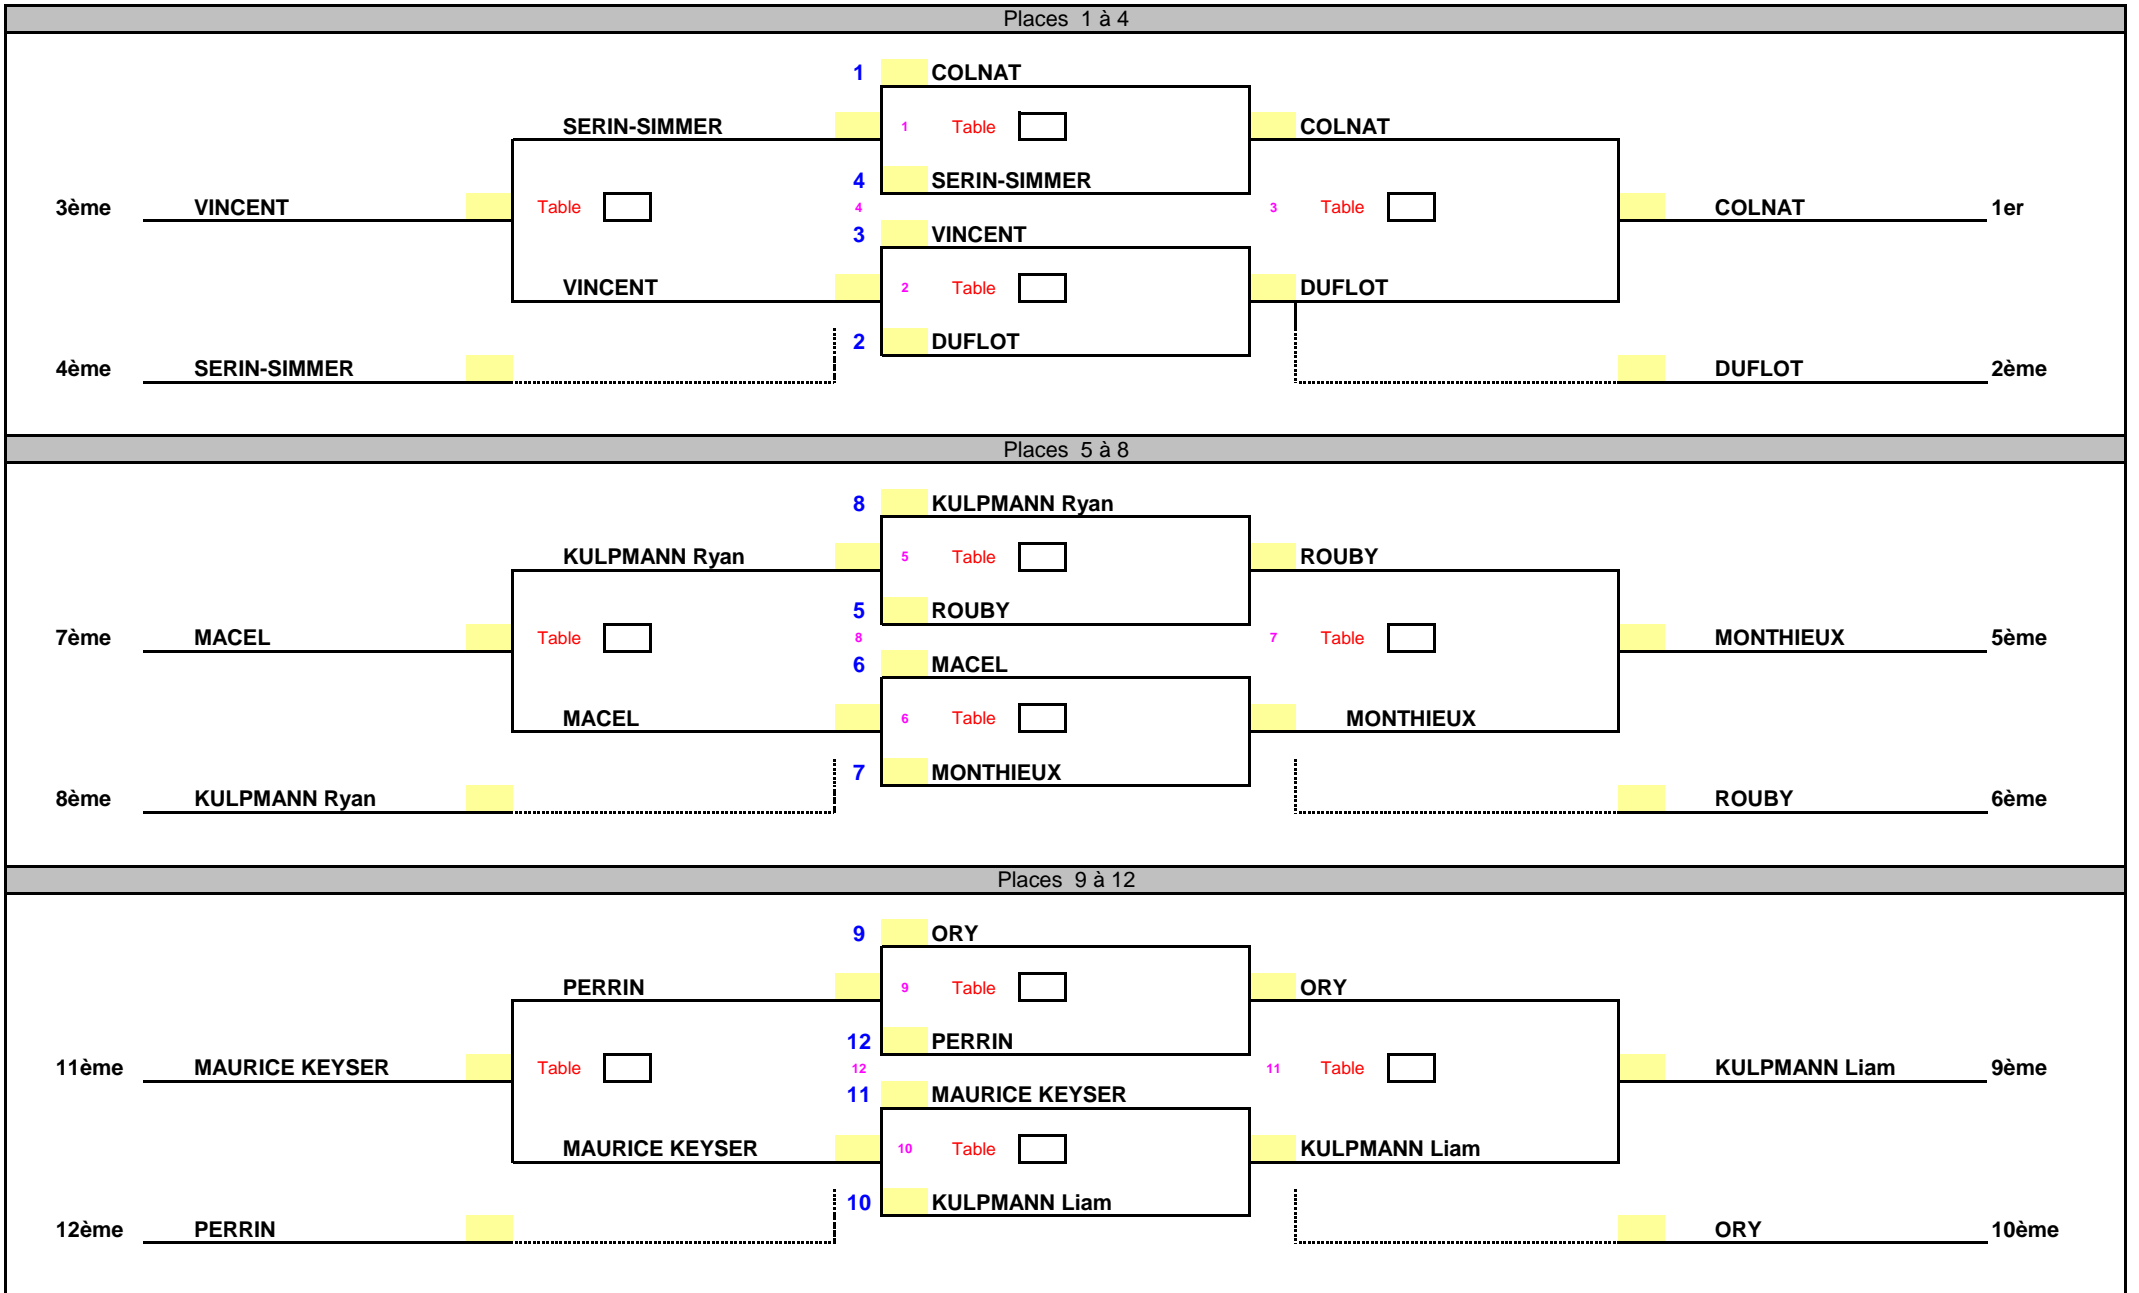 Places 1 à 4
1 COLNAT
SERIN-SIMMER 1 Table COLNAT
4 SERIN-SIMMER
3ème VINCENT Table 4 3 Table COLNAT 1er
3 VINCENT
VINCENT 2 Table DUFLOT
2 DUFLOT
4ème SERIN-SIMMER DUFLOT 2ème
Places 5 à 8
8 KULPMANN Ryan
KULPMANN Ryan 5 Table ROUBY
5 ROUBY
7ème MACEL Table 8 7 Table MONTHIEUX 5ème
6 MACEL
MACEL 6 Table MONTHIEUX
7 MONTHIEUX
8ème KULPMANN Ryan ROUBY 6ème
Places 9 à 12
9 ORY
PERRIN 9 Table ORY
12 PERRIN
11ème MAURICE KEYSER Table 12 11 Table KULPMANN Liam 9ème
11 MAURICE KEYSER
MAURICE KEYSER 10 Table KULPMANN Liam
10 KULPMANN Liam
12ème PERRIN ORY 10ème